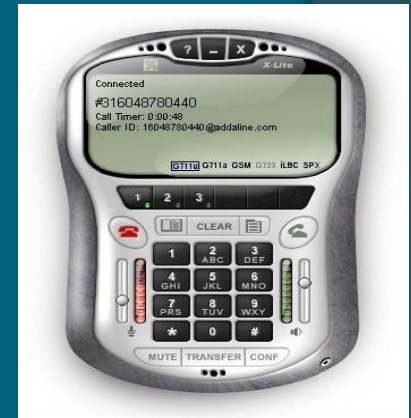 ? – X
X-Lite
Connected
#316048780440
Call Timer: 0:00:48
Caller ID: 16048780440@addaline.com
G711u G711a GSM G723 iLBC SPX
1 2 3
CLEAR
1 2 ABC 3 DEF
4 GHI 5 JKL 6 MNO
7 PRS 8 TUV 9 WXY
* 0 #
MUTE TRANSFER CONF